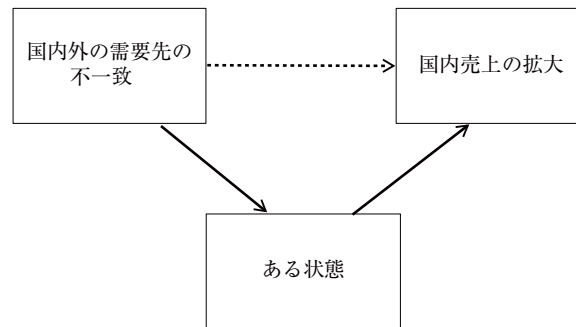 国内外の需要先の
不一致
国内売上の拡大
ある状態